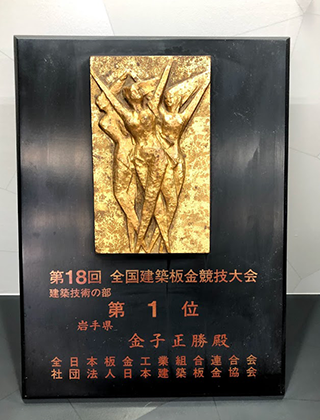 第18回 全国建築板金競技大会
建築技術の部
第 1 位
岩手県
金子正勝殿
全日本板金工業組合連合会
社団法人日本建築板金協会